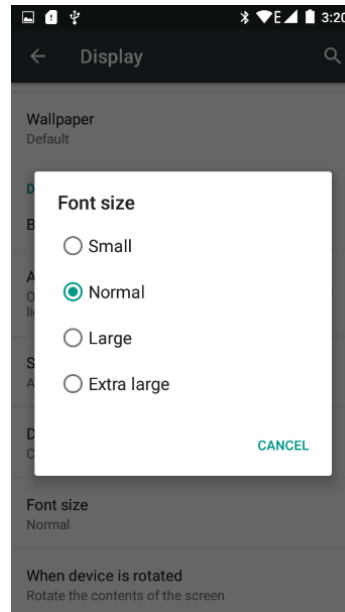 E 3:20
Display
Wallpaper
Default
D
B
Font size
Small
A
O
li
Normal
Large
S
A
Extra large
D
C
CANCEL
Font size
Normal
When device is rotated
Rotate the contents of the screen